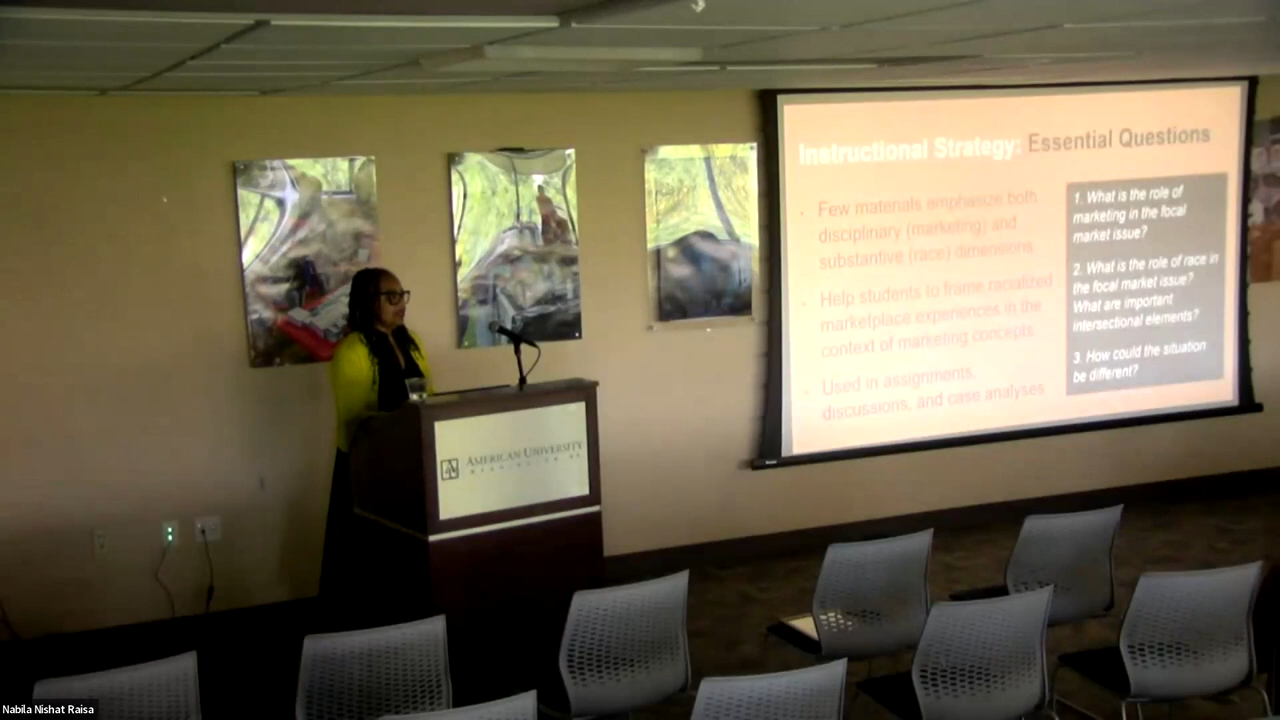 Instructional Strategy: Essential Questions
Few materials emphasize both
disciplinary (marketing) and
substantive (race) dimensions
Help students to frame racialized
marketplace experiences in the
context of marketing concepts
Used in assignments,
discussions, and case analyses
1. What is the role of
marketing in the focal
market issue?
2. What is the role of race in
the focal market issue?
What are important
intersectional elements?
3. How could the situation
be different?
AMERICAN UNIVERSITY
Nabila Nishat Raisa